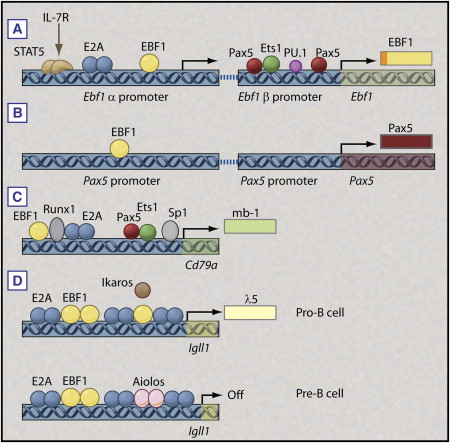 A
IL-7R
STAT5
E2A
EBF1
Pax5
Ets1
PU.1
Pax5
EBF1
Ebf1 α promoter
Ebf1 β promoter
Ebf1
B
EBF1
Pax5
Pax5 promoter
Pax5 promoter
Pax5
C
EBF1
Runx1
E2A
Pax5
Ets1
Sp1
mb-1
Cd79a
D
Ikaros
E2A
EBF1
λ5
Pro-B cell
Igll1
E2A
EBF1
Aiolos
Off
Pre-B cell
Igll1